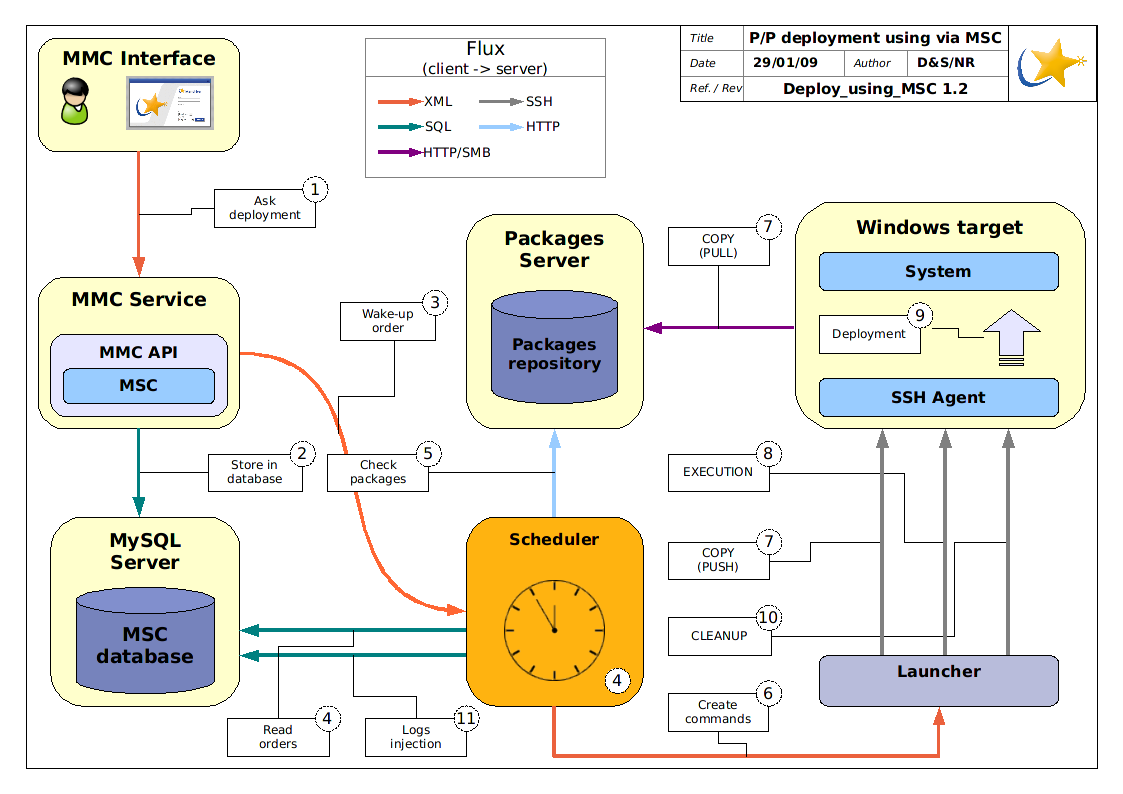 MMC Interface
Flux
(client -> server)
XML
SSH
SQL
HTTP
HTTP/SMB
Title
P/P deployment using via MSC
Date
29/01/09
Author
D&S/NR
Ref. / Rev
Deploy_using_MSC 1.2
1
Ask
deployment
MMC Service
MMC API
MSC
3
Wake-up
order
Packages
Server
Packages
repository
7
COPY
(PULL)
Windows target
System
9
Deployment
SSH Agent
2
Store in
database
5
Check
packages
8
EXECUTION
MySQL
Server
MSC
database
Scheduler
4
7
COPY
(PUSH)
10
CLEANUP
Launcher
4
Read
orders
11
Logs
injection
6
Create
commands